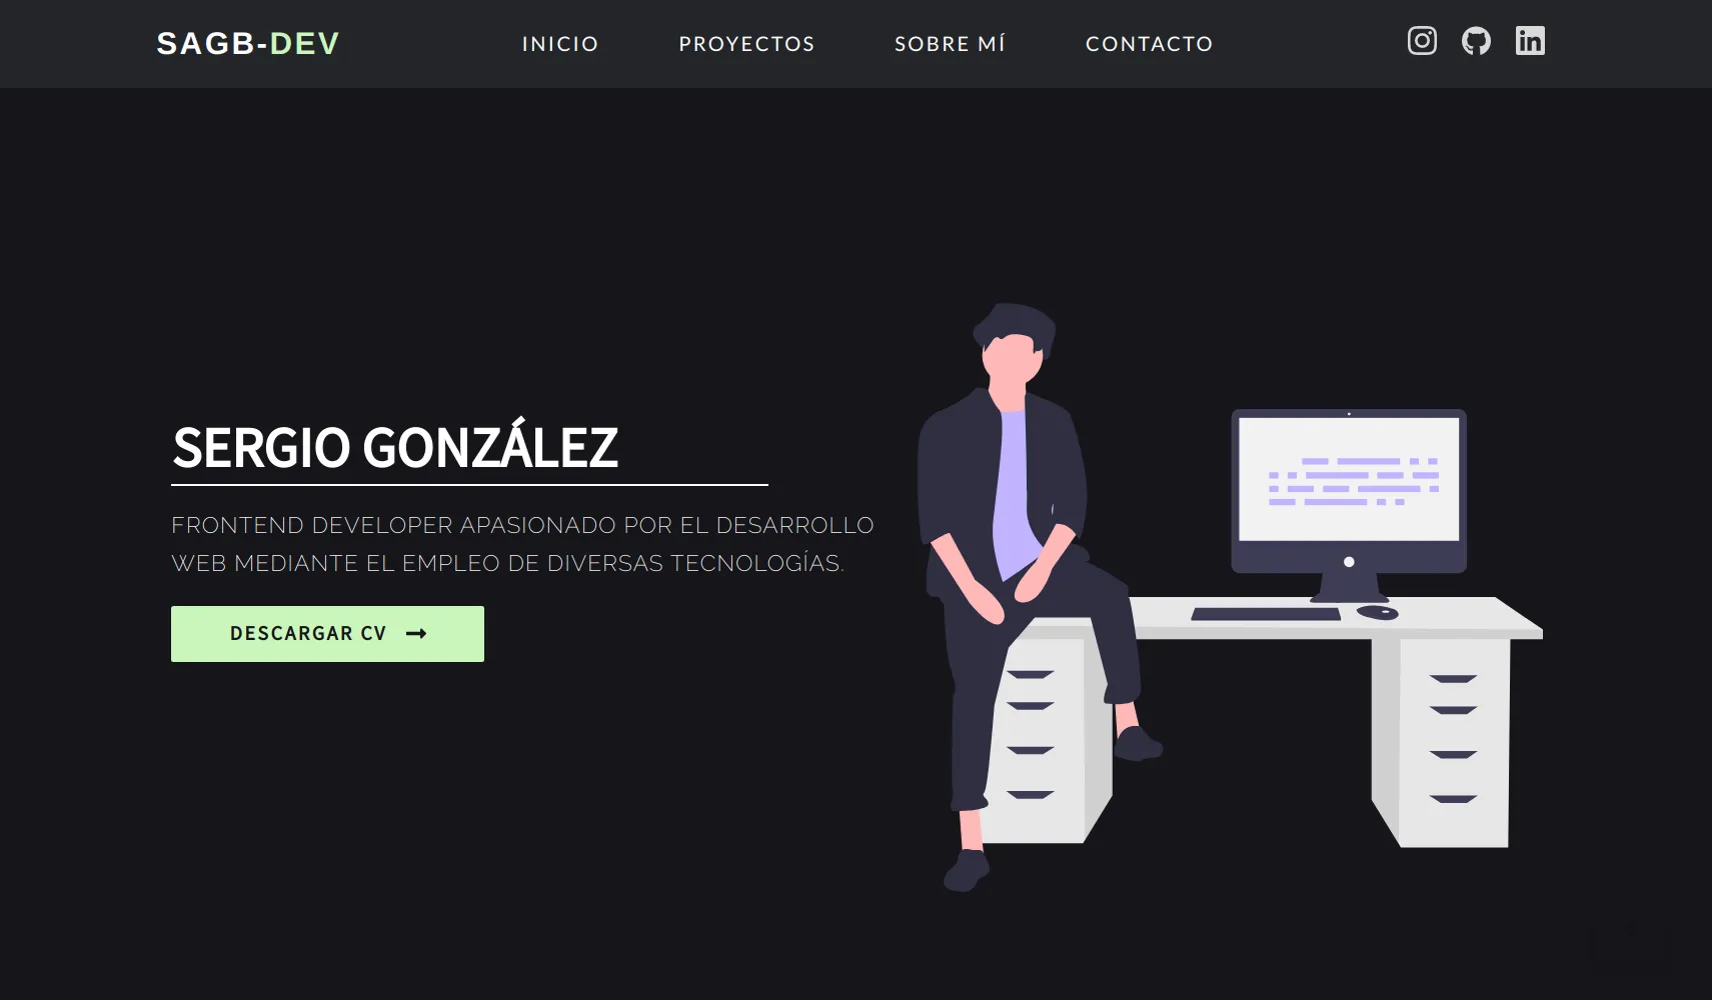 SAGB-DEV
INICIO
PROYECTOS
SOBRE MÍ
CONTACTO
SERGIO GONZÁLEZ
FRONTEND DEVELOPER APASIONADO POR EL DESARROLLO
WEB MEDIANTE EL EMPLEO DE DIVERSAS TECNOLOGÍAS.
DESCARGAR CV